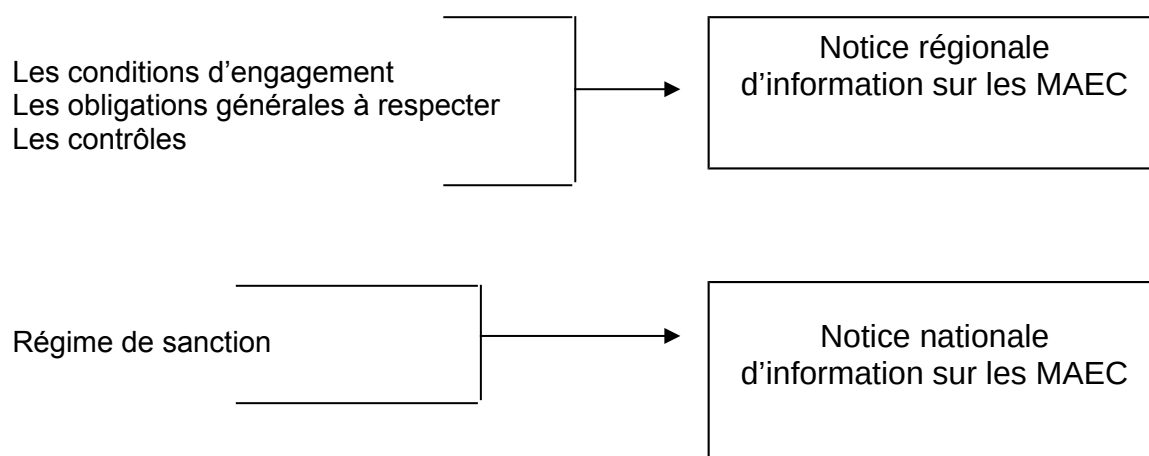 Les conditions d’engagement
Les obligations générales à respecter
Les contrôles
Notice régionale
d’information sur les MAEC
Régime de sanction
Notice nationale
d’information sur les MAEC